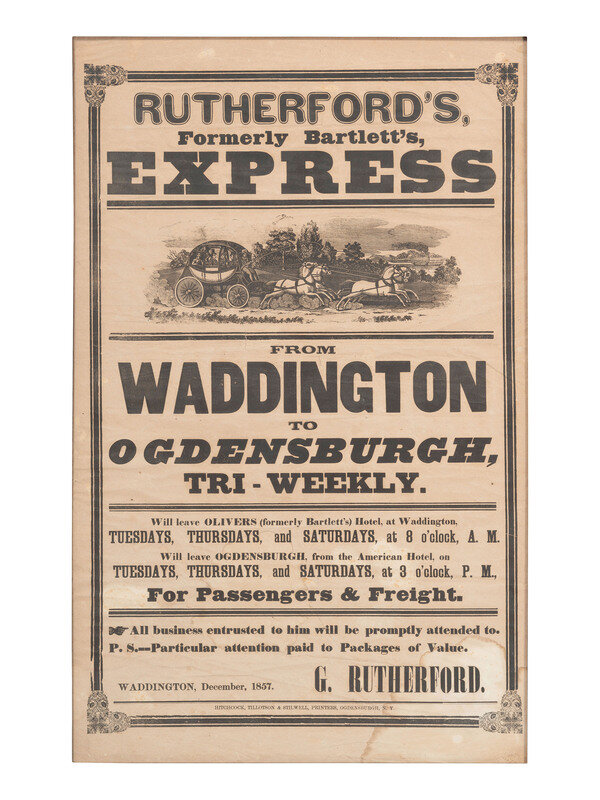 RUTHERFORD'S,
Formerly Bartlett's,
EXPRESS
FROM
WADDINGTON
TO
OGDENSBURGH,
TRI-WEEKLY.
Will leave OLIVERS (formerly Bartlett's) Hotel, at Waddington,
TUESDAYS, THURSDAYS, and SATURDAYS, at 8 o'clock, A. M.
Will leave OGDENSBURGH, from the American Hotel, on
TUESDAYS, THURSDAYS, and SATURDAYS, at 3 o'clock, P. M.,
For Passengers & Freight.
☛ All business entrusted to him will be promptly attended to.
P. S.—Particular attention paid to Packages of Value.
G. RUTHERFORD.
WADDINGTON, December, 1857.
HITCHCOCK, TILLOTSON & STILWELL, PRINTERS, OGDENSBURGH, N. Y.